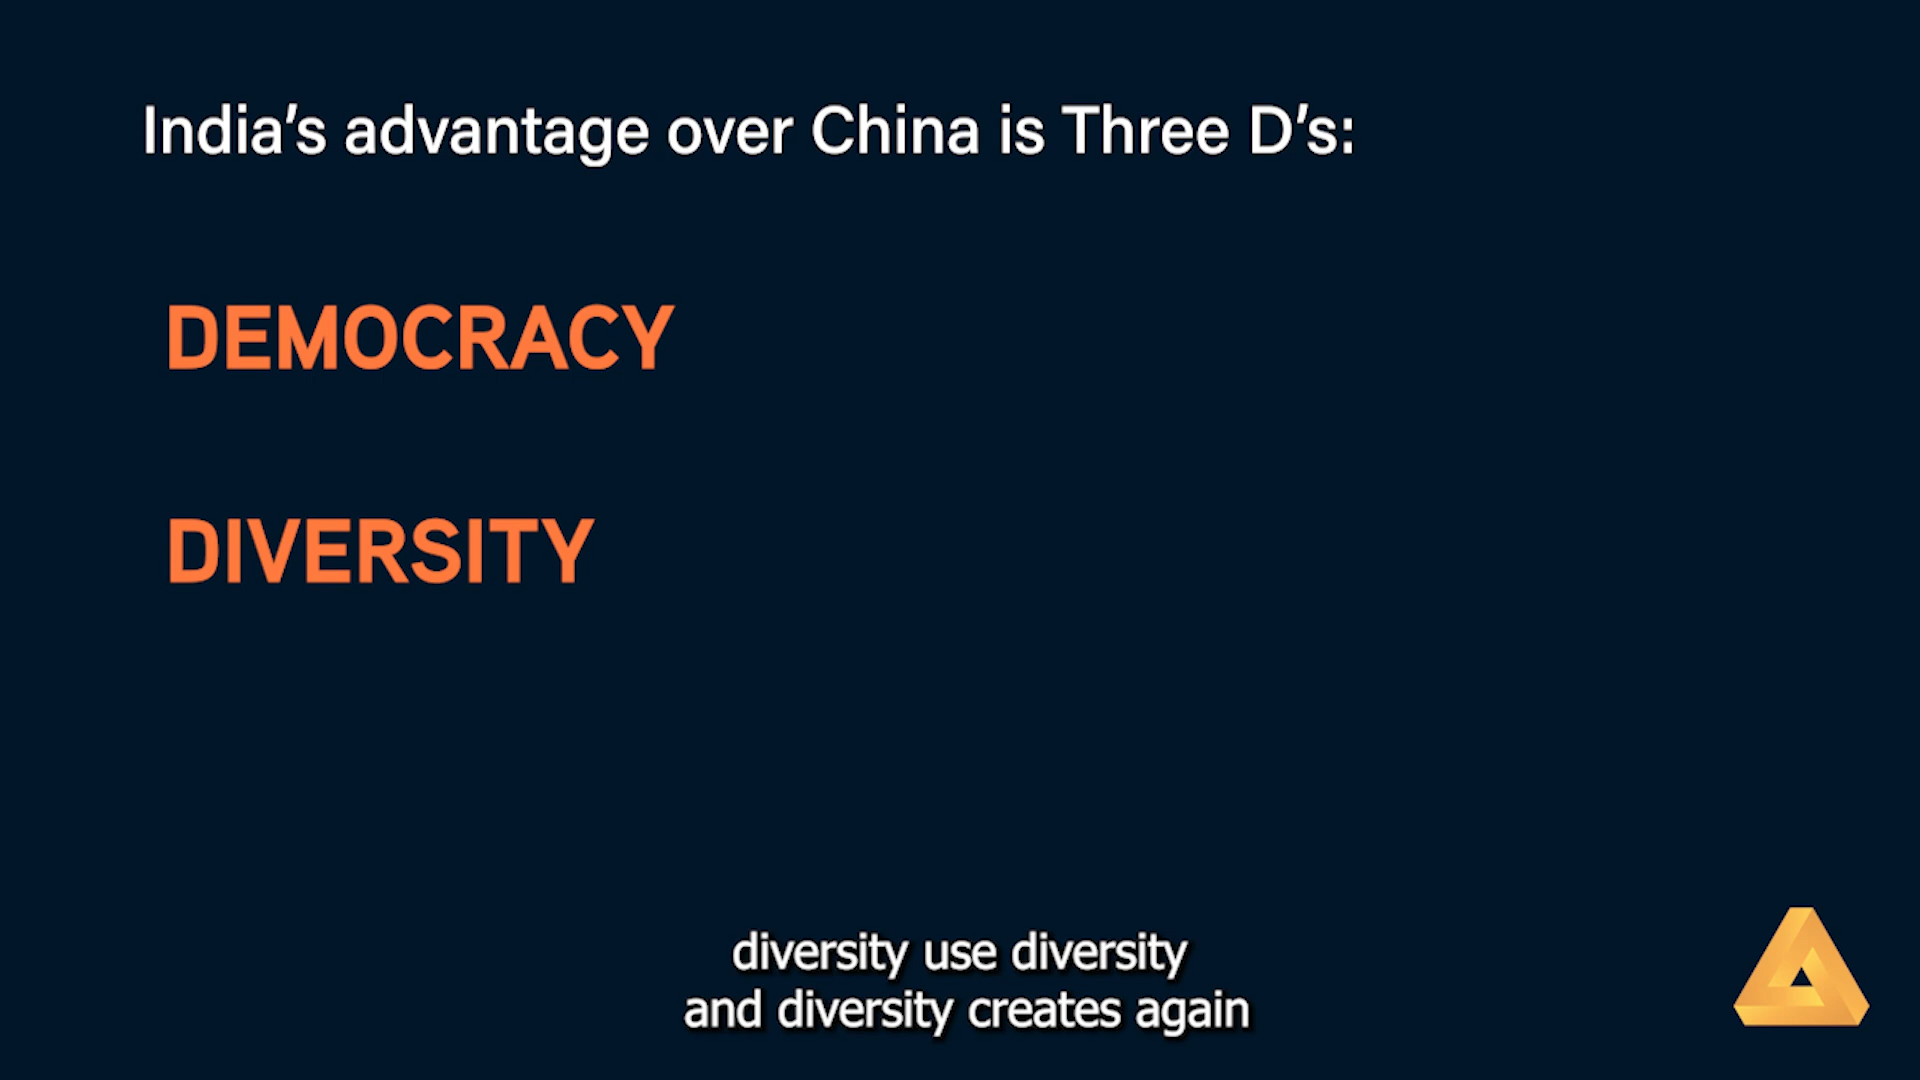 India’s advantage over China is Three D’s:
DEMOCRACY
DIVERSITY
diversity use diversity
and diversity creates again